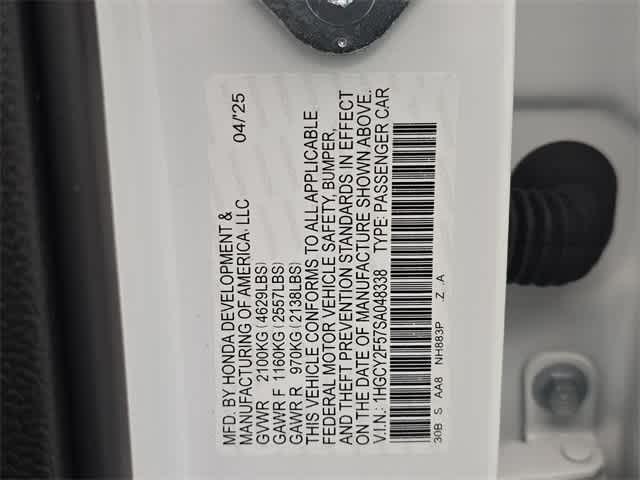 MFD. BY HONDA DEVELOPMENT & 04/'25
MANUFACTURING OF AMERICA, LLC
GVWR 2100KG(4629LBS)
GAWR F 1160KG(2557LBS)
GAWR R 970KG(2138LBS)
THIS VEHICLE CONFORMS TO ALL APPLICABLE
FEDERAL MOTOR VEHICLE SAFETY, BUMPER,
AND THEFT PREVENTION STANDARDS IN EFFECT
ON THE DATE OF MANUFACTURE SHOWN ABOVE.
V.I.N.: 1HGCY2F57SA048338 TYPE: PASSENGER CAR
30B S AA8 NH883P Z A